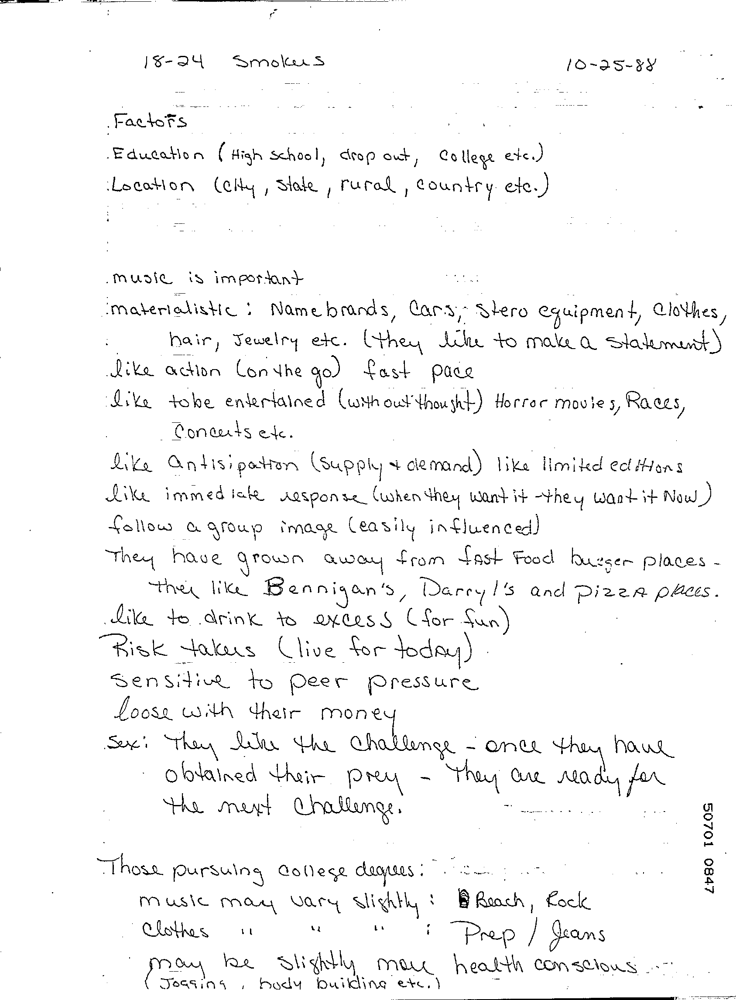 18-24 Smokers 10-25-88
Factors
Education (High school, drop out, College etc.)
Location (city, state, rural, country etc.)
music is important
materialistic: Namebrands, Cars, stero equipment, Clothes,
hair, Jewelry etc. (they like to make a statement)
like action (on the go) fast pace
like to be entertained (without thought) Horror movies, Races,
Concerts etc.
like Antisipation (supply & demand) like limited editions
like immediate response (when they want it - they want it Now)
follow a group image (easily influenced)
They have grown away from fast Food burger places -
they like Bennigan's, Darryl's and pizza places.
like to drink to excess (for fun)
Risk takers (live for today)
Sensitive to peer pressure
loose with their money
Sex: They like the challenge - once they have
obtained their prey - They are ready for
the next challenge.
Those pursuing college degrees:
music may vary slightly: Beach, Rock
Clothes " " " : Prep / Jeans
may be slightly more health conscious
(Jogging, body building etc.)
50701 0847